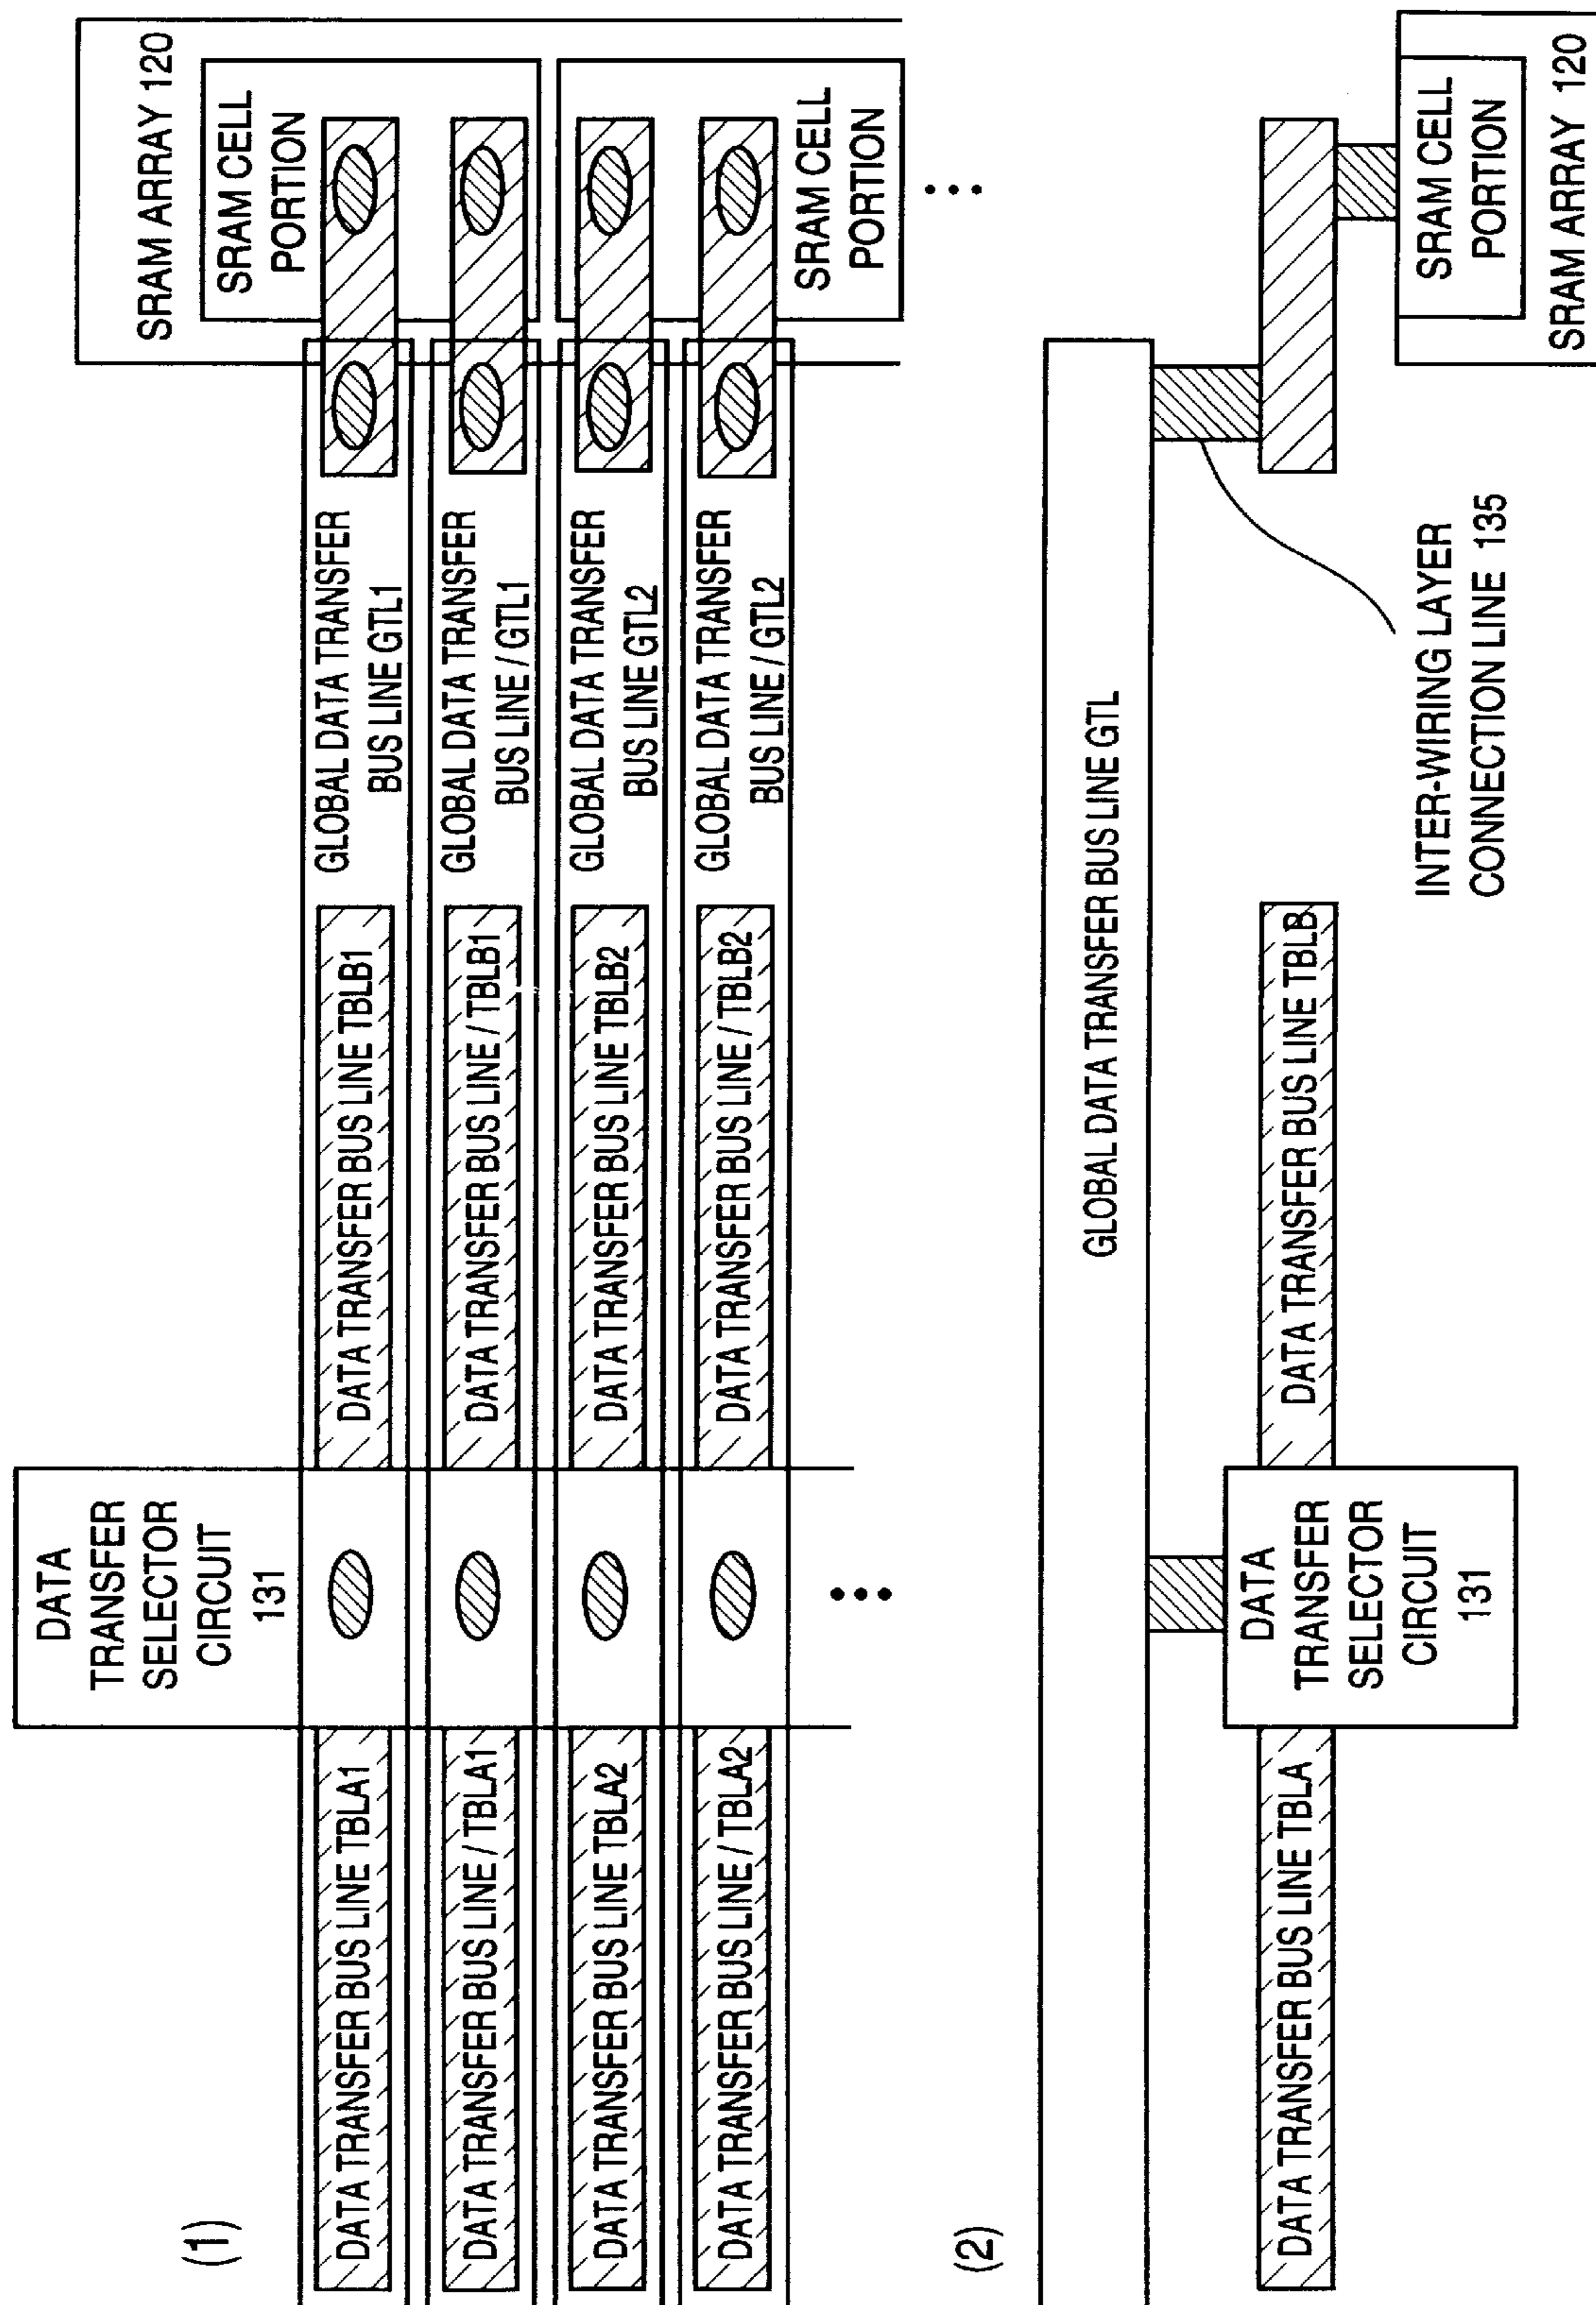 (1)
DATA
TRANSFER
SELECTOR
CIRCUIT
131
SRAM ARRAY 120
SRAM CELL
PORTION
DATA TRANSFER BUS LINE TBLA1
DATA TRANSFER BUS LINE TBLB1
GLOBAL DATA TRANSFER
BUS LINE GTL1
DATA TRANSFER BUS LINE / TBLA1
DATA TRANSFER BUS LINE / TBLB1
GLOBAL DATA TRANSFER
BUS LINE / GTL1
DATA TRANSFER BUS LINE TBLA2
DATA TRANSFER BUS LINE TBLB2
GLOBAL DATA TRANSFER
BUS LINE GTL2
DATA TRANSFER BUS LINE / TBLA2
DATA TRANSFER BUS LINE / TBLB2
GLOBAL DATA TRANSFER
BUS LINE / GTL2
SRAM CELL
PORTION
(2)
GLOBAL DATA TRANSFER BUS LINE GTL
DATA TRANSFER BUS LINE TBLA
DATA
TRANSFER
SELECTOR
CIRCUIT
131
DATA TRANSFER BUS LINE TBLB
INTER-WIRING LAYER
CONNECTION LINE 135
SRAM CELL
PORTION
SRAM ARRAY 120